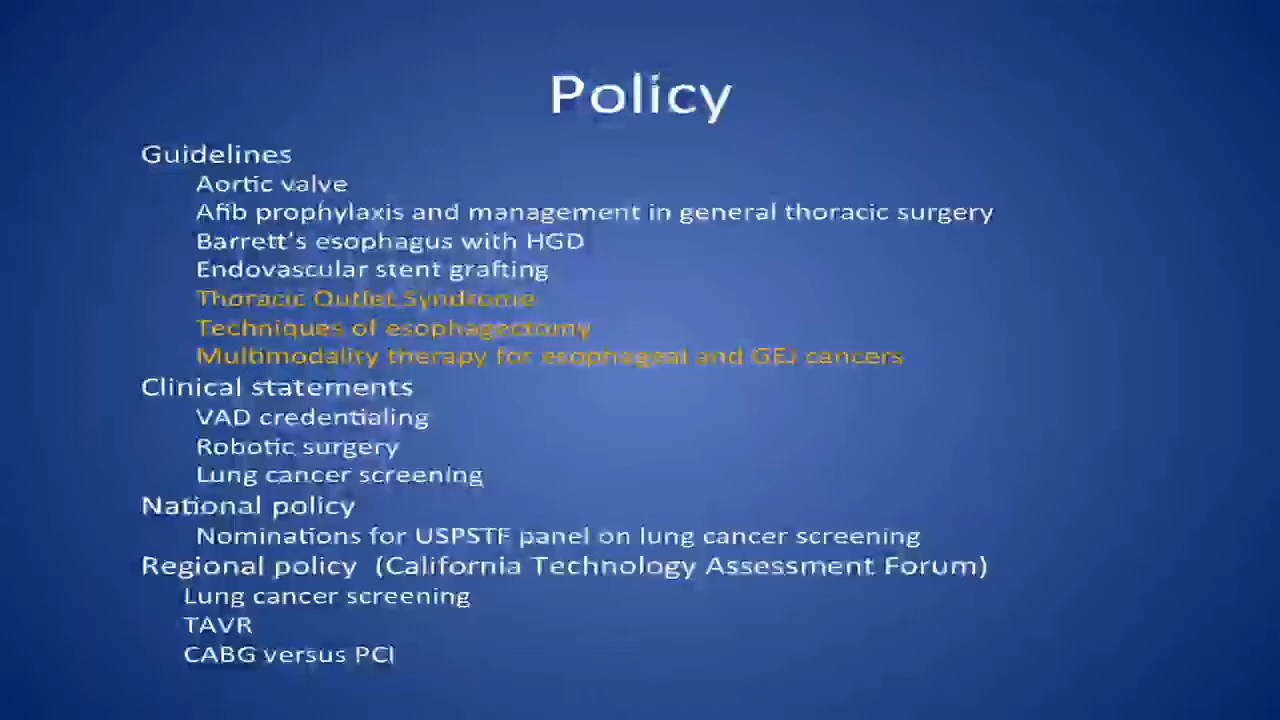 Policy
Guidelines
Aortic valve
Afib prophylaxis and management in general thoracic surgery
Barrett's esophagus with HGD
Endovascular stent grafting
Thoracic Outlet Syndrome
Techniques of esophagectomy
Multimodality therapy for esophageal and GEJ cancers
Clinical statements
VAD credentialing
Robotic surgery
Lung cancer screening
National policy
Nominations for USPSTF panel on lung cancer screening
Regional policy (California Technology Assessment Forum)
Lung cancer screening
TAVR
CABG versus PCI